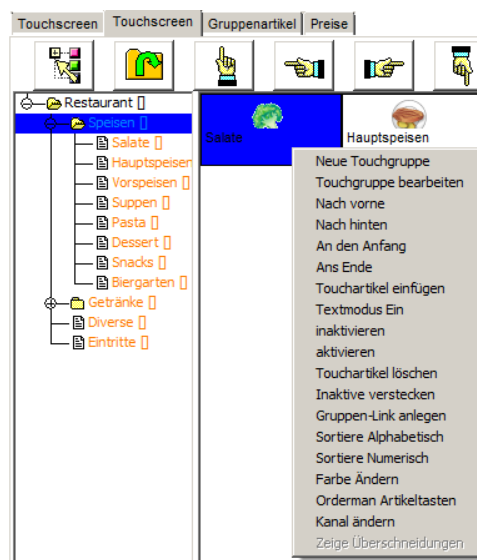 Touchscreen Touchscreen Gruppenartikel Preise
Restaurant []
Speisen []
Salate []
Hauptspeisen
Vorspeisen []
Suppen []
Pasta []
Dessert []
Snacks []
Biergarten []
Getränke []
Diverse []
Eintritte []
Salate
Hauptspeisen
Neue Touchgruppe
Touchgruppe bearbeiten
Nach vorne
Nach hinten
An den Anfang
Ans Ende
Touchartikel einfügen
Textmodus Ein
inaktivieren
aktivieren
Touchartikel löschen
Inaktive verstecken
Gruppen-Link anlegen
Sortiere Alphabetisch
Sortiere Numerisch
Farbe Ändern
Orderman Artikeltasten
Kanal ändern
Zeige Überschneidungen